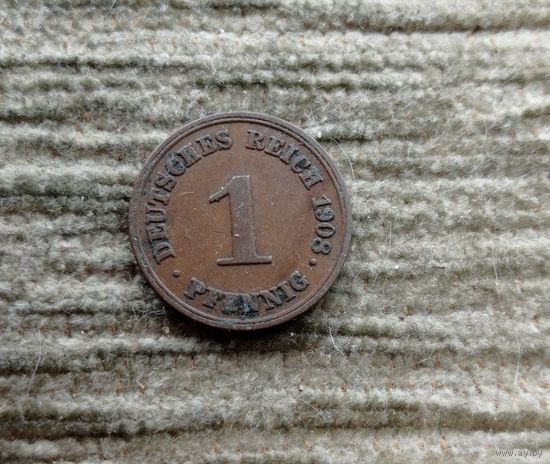 DEUTSCHES REICH 1908
1
PFENNIG
www.ay.by